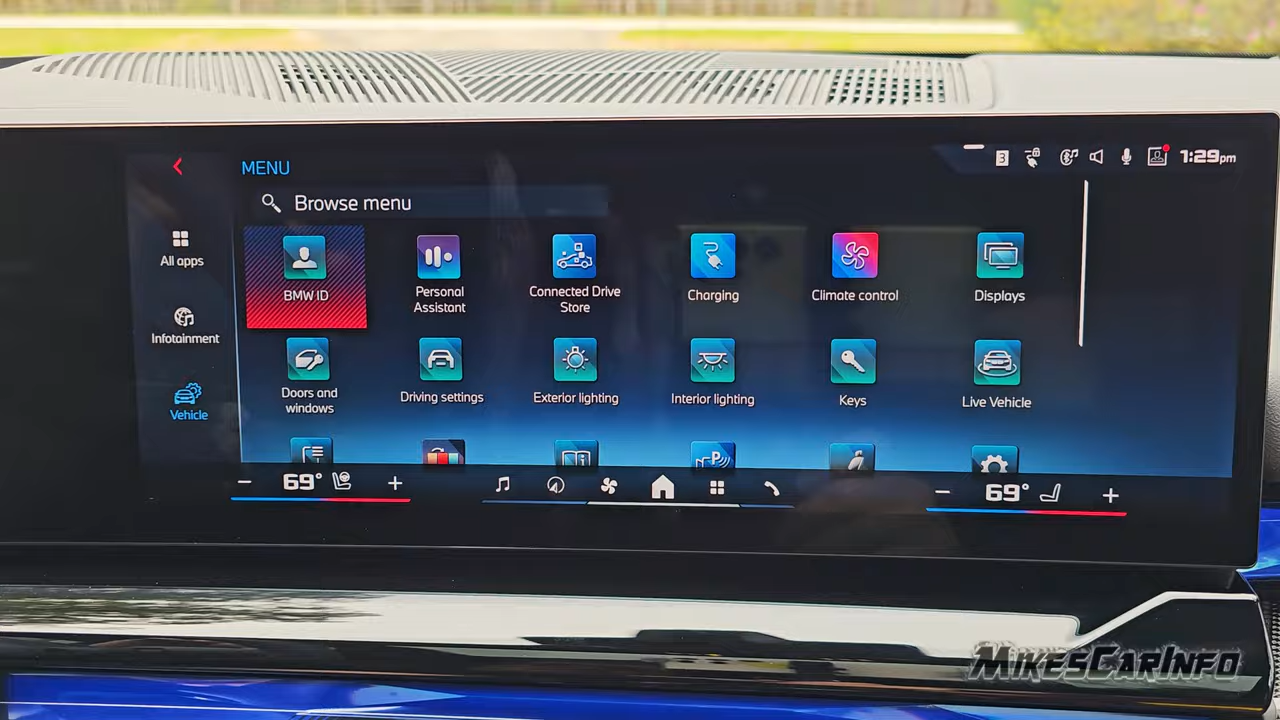 MENU
3
1:29pm
Browse menu
All apps
Infotainment
Vehicle
BMW ID
Personal
Assistant
Connected Drive
Store
Charging
Climate control
Displays
Doors and
windows
Driving settings
Exterior lighting
Interior lighting
Keys
Live Vehicle
P
− 69° +
− 69° +
MIKESCARINFO